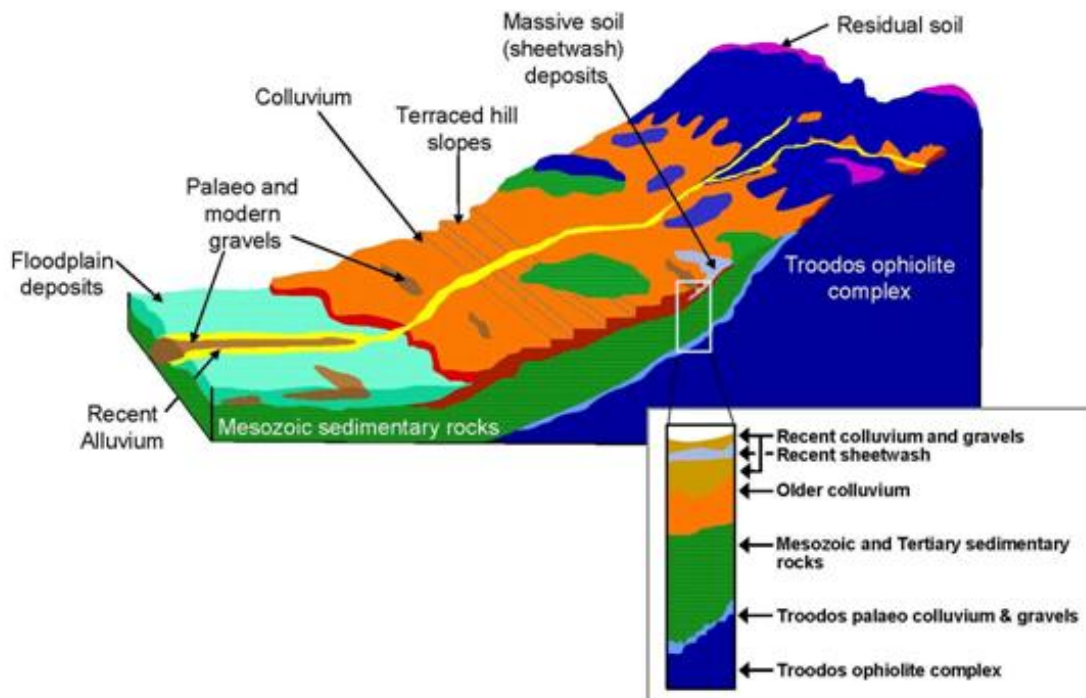 Residual soil
Massive soil
(sheetwash)
deposits
Colluvium
Terraced hill
slopes
Palaeo and
modern
gravels
Floodplain
deposits
Troodos ophiolite
complex
Recent
Alluvium
Mesozoic sedimentary rocks
Recent colluvium and gravels
Recent sheetwash
Older colluvium
Mesozoic and Tertiary sedimentary
rocks
Troodos palaeo colluvium & gravels
Troodos ophiolite complex